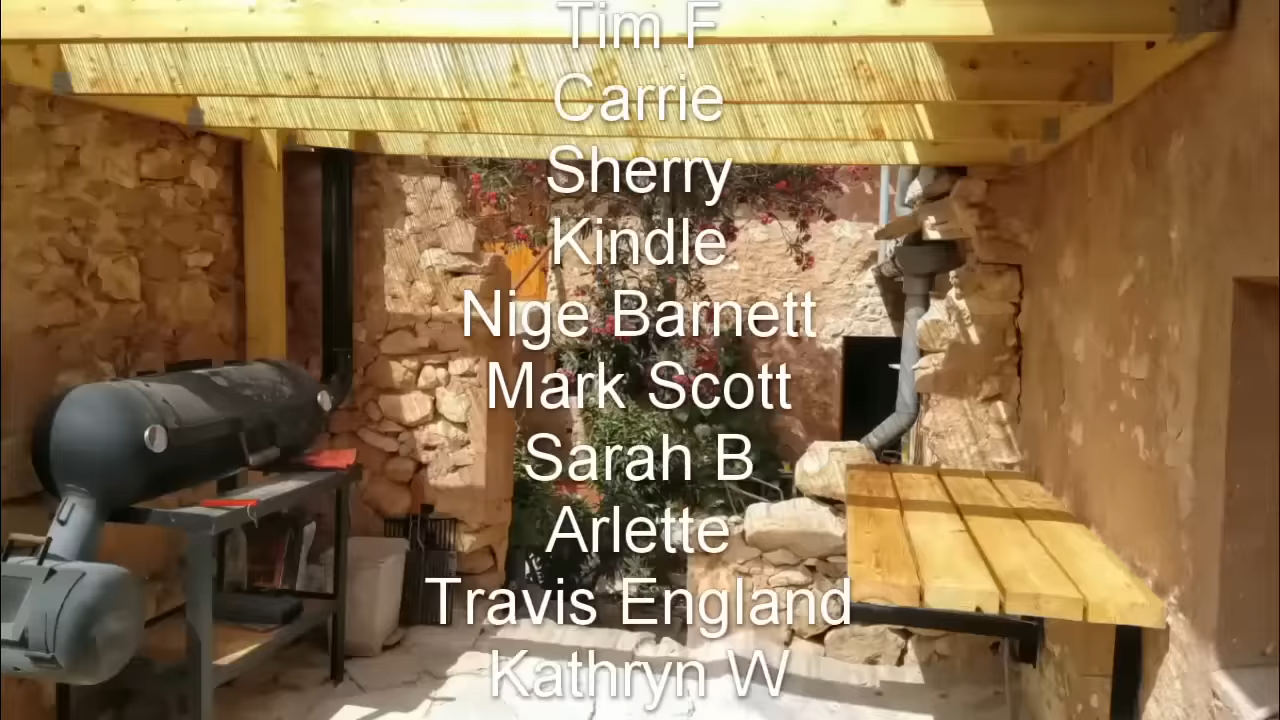 Tim F
Carrie
Sherry
Kindle
Nige Barnett
Mark Scott
Sarah B
Arlette
Travis England
Kathryn W